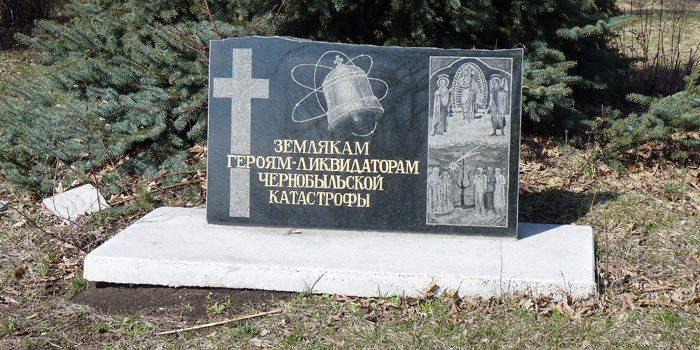 ЗЕМЛЯКАМ
ГЕРОЯМ-ЛИКВИДАТОРАМ
ЧЕРНОБЫЛЬСКОЙ
КАТАСТРОФЫ